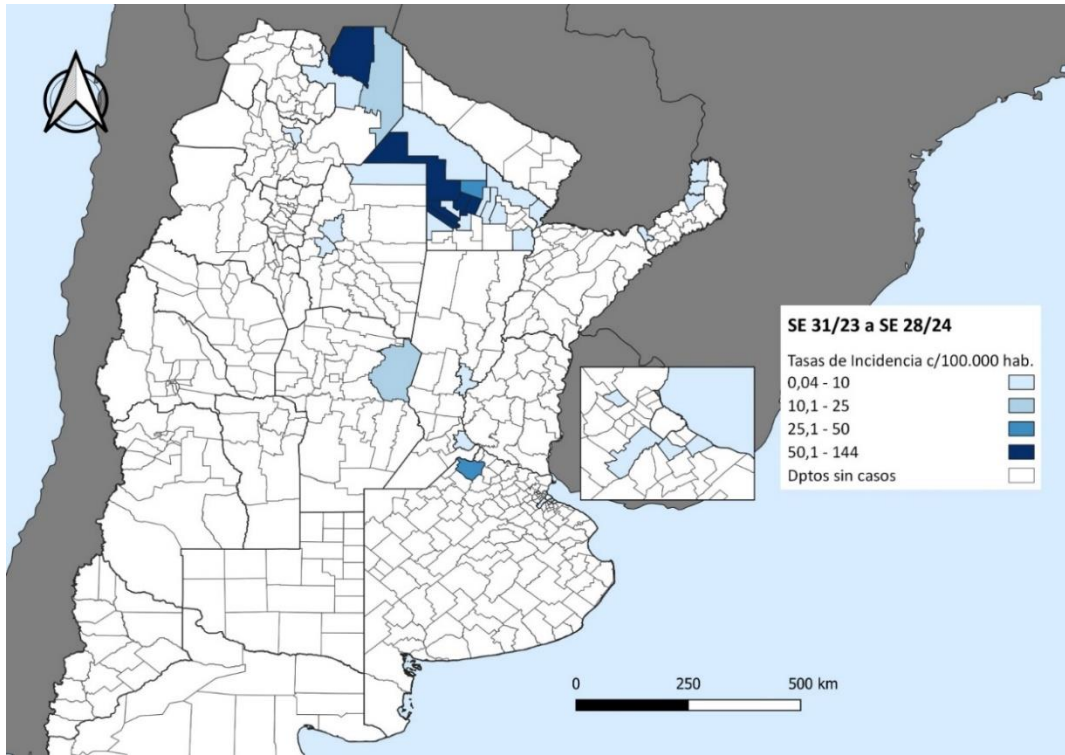 SE 31/23 a SE 28/24
Tasas de Incidencia c/100.000 hab.
0,04 - 10
10,1 - 25
25,1 - 50
50,1 - 144
Dptos sin casos
0 250 500 km